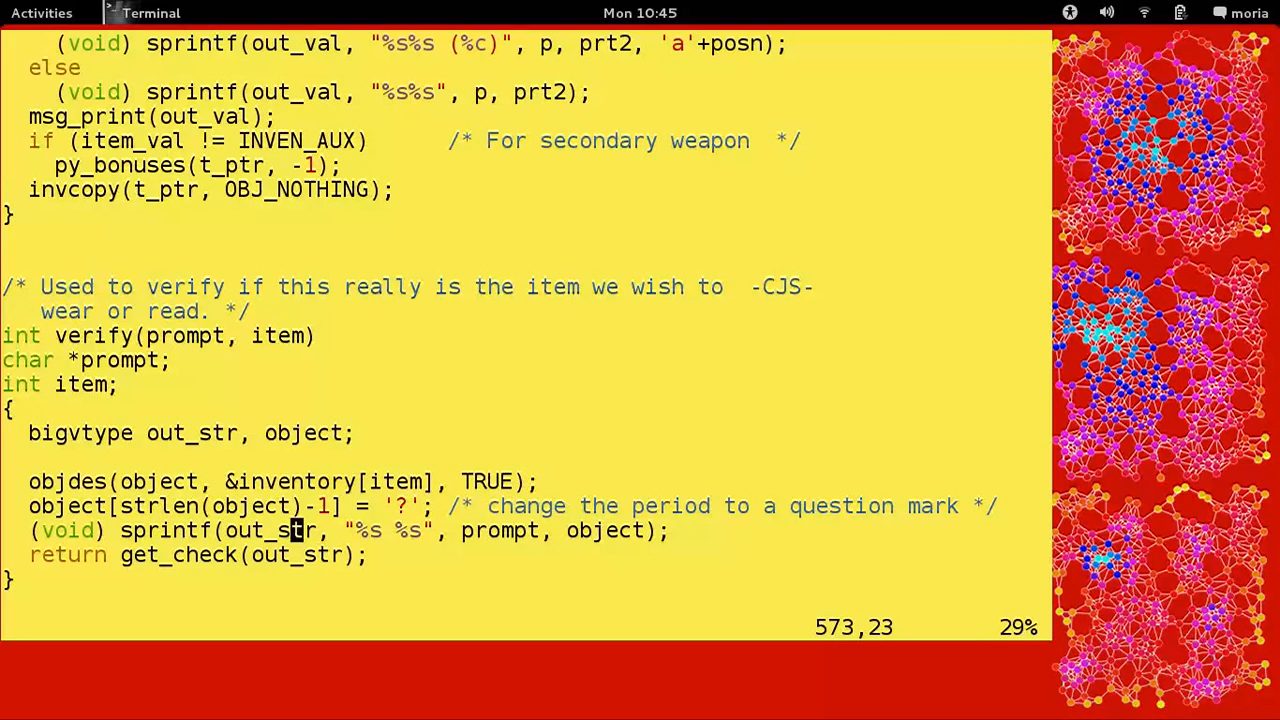 Activities Terminal Mon 10:45 moria
(void) sprintf(out_val, "%s%s (%c)", p, prt2, 'a'+posn);
else
(void) sprintf(out_val, "%s%s", p, prt2);
msg_print(out_val);
if (item_val != INVEN_AUX) /* For secondary weapon */
py_bonuses(t_ptr, -1);
invcopy(t_ptr, OBJ_NOTHING);
}
/* Used to verify if this really is the item we wish to -CJS-
wear or read. */
int verify(prompt, item)
char *prompt;
int item;
{
bigvtype out_str, object;
objdes(object, &inventory[item], TRUE);
object[strlen(object)-1] = '?'; /* change the period to a question mark */
(void) sprintf(out_str, "%s %s", prompt, object);
return get_check(out_str);
}
573,23 29%